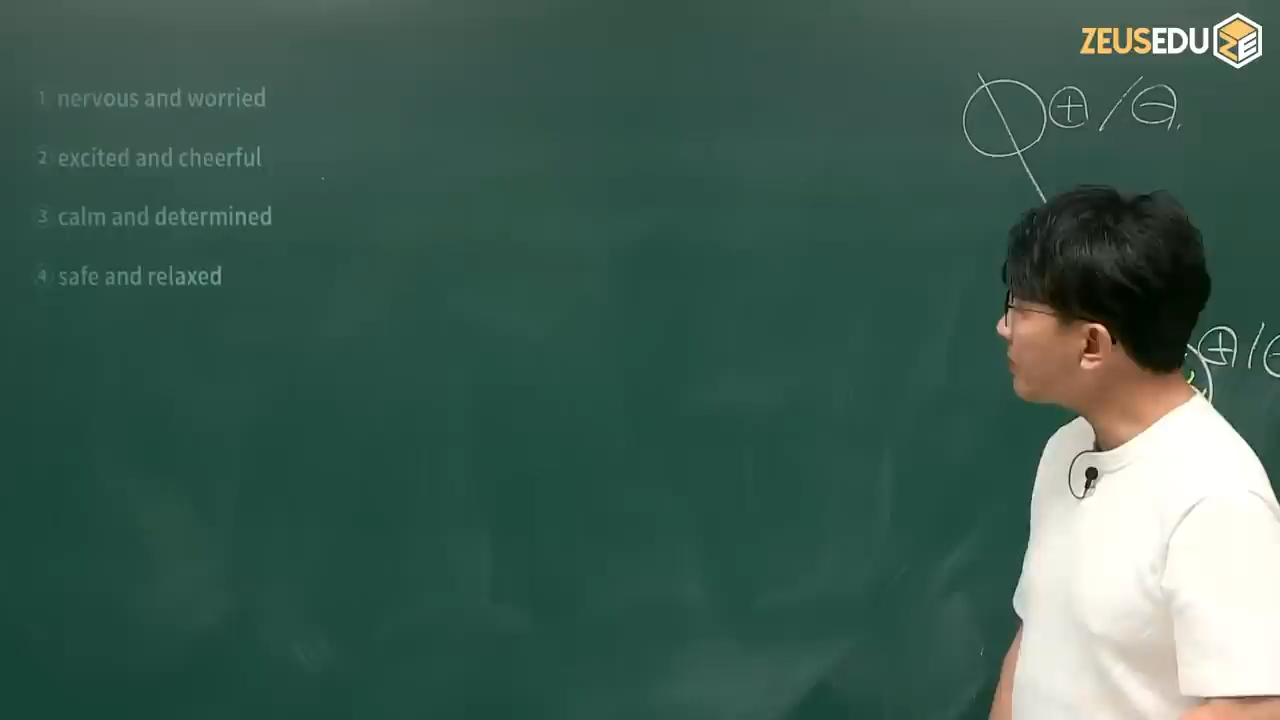 ZEUSEDU
1 nervous and worried
2 excited and cheerful
3 calm and determined
4 safe and relaxed
⊕ / ⊖
⊕ /